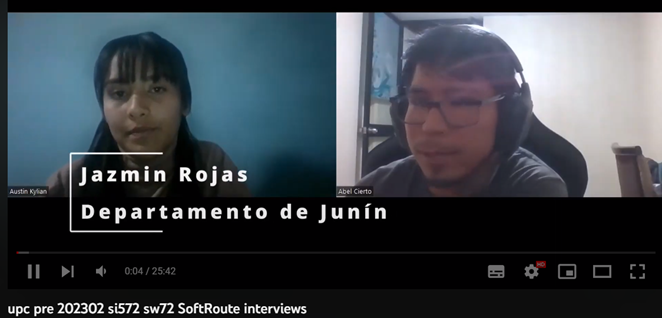 Jazmin Rojas
Departamento de Junín
Austin Kylian
Abel Cierto
0:04 / 25:42
HD
upc pre 202302 si572 sw72 SoftRoute interviews